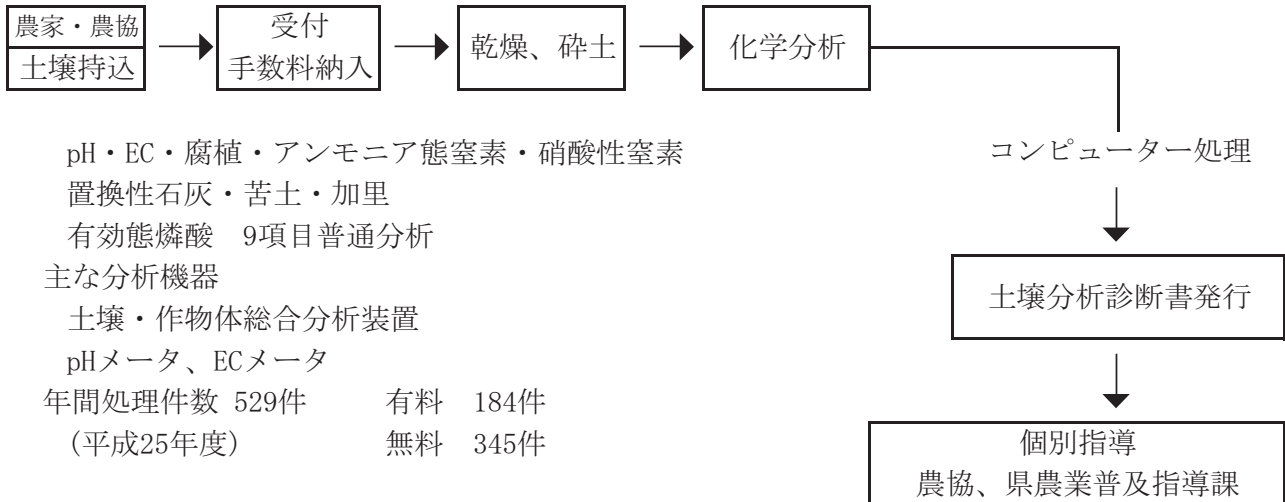 農家・農協
土壌持込
受付
手数料納入
乾燥、砕土
化学分析
pH・EC・腐植・アンモニア態窒素・硝酸性窒素
置換性石灰・苦土・加里
有効態燐酸　9項目普通分析
主な分析機器
土壌・作物体総合分析装置
pHメータ、ECメータ
年間処理件数 529件　　有料　184件
(平成25年度)　　無料　345件
コンピューター処理
土壌分析診断書発行
個別指導
農協、県農業普及指導課